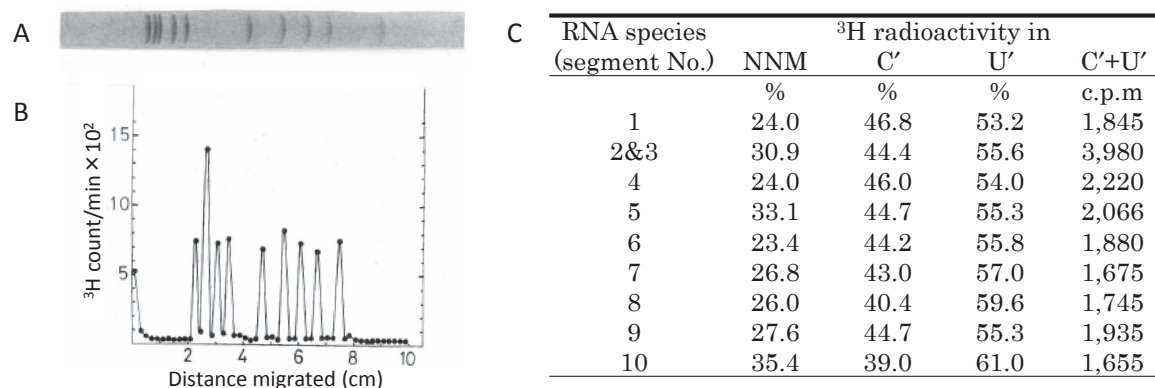 A
B
³H count/min × 10²
15
10
5
2 4 6 8 10
Distance migrated (cm)
C
RNA species ³H radioactivity in
(segment No.) NNM C′ U′ C′+U′
% % % c.p.m
1 24.0 46.8 53.2 1,845
2&3 30.9 44.4 55.6 3,980
4 24.0 46.0 54.0 2,220
5 33.1 44.7 55.3 2,066
6 23.4 44.2 55.8 1,880
7 26.8 43.0 57.0 1,675
8 26.0 40.4 59.6 1,745
9 27.6 44.7 55.3 1,935
10 35.4 39.0 61.0 1,655